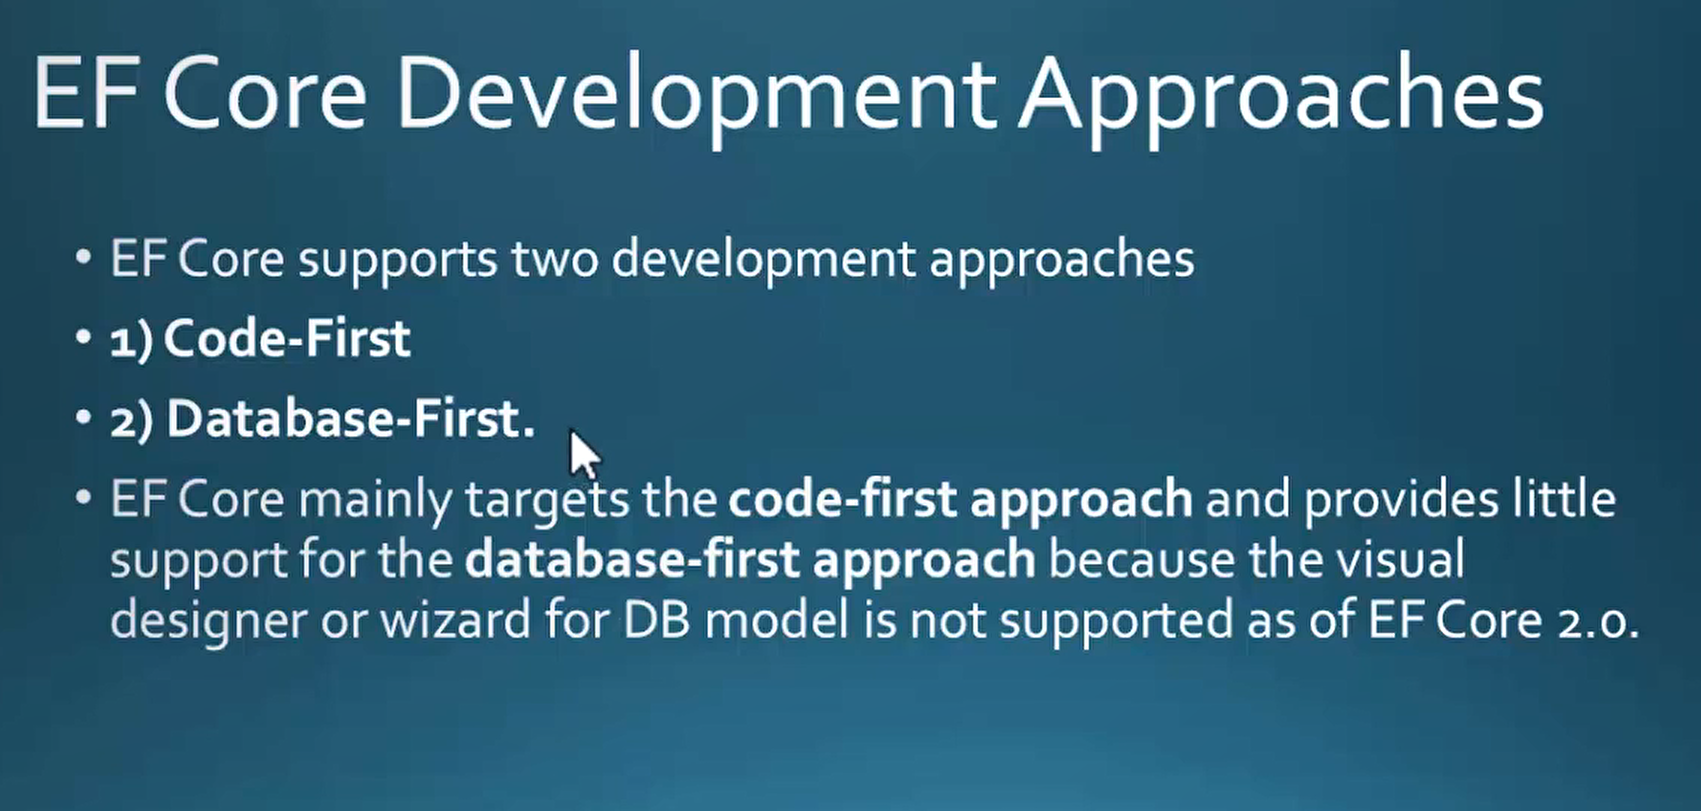 EF Core Development Approaches
• EF Core supports two development approaches
• 1) Code-First
• 2) Database-First.
• EF Core mainly targets the code-first approach and provides little
support for the database-first approach because the visual
designer or wizard for DB model is not supported as of EF Core 2.0.